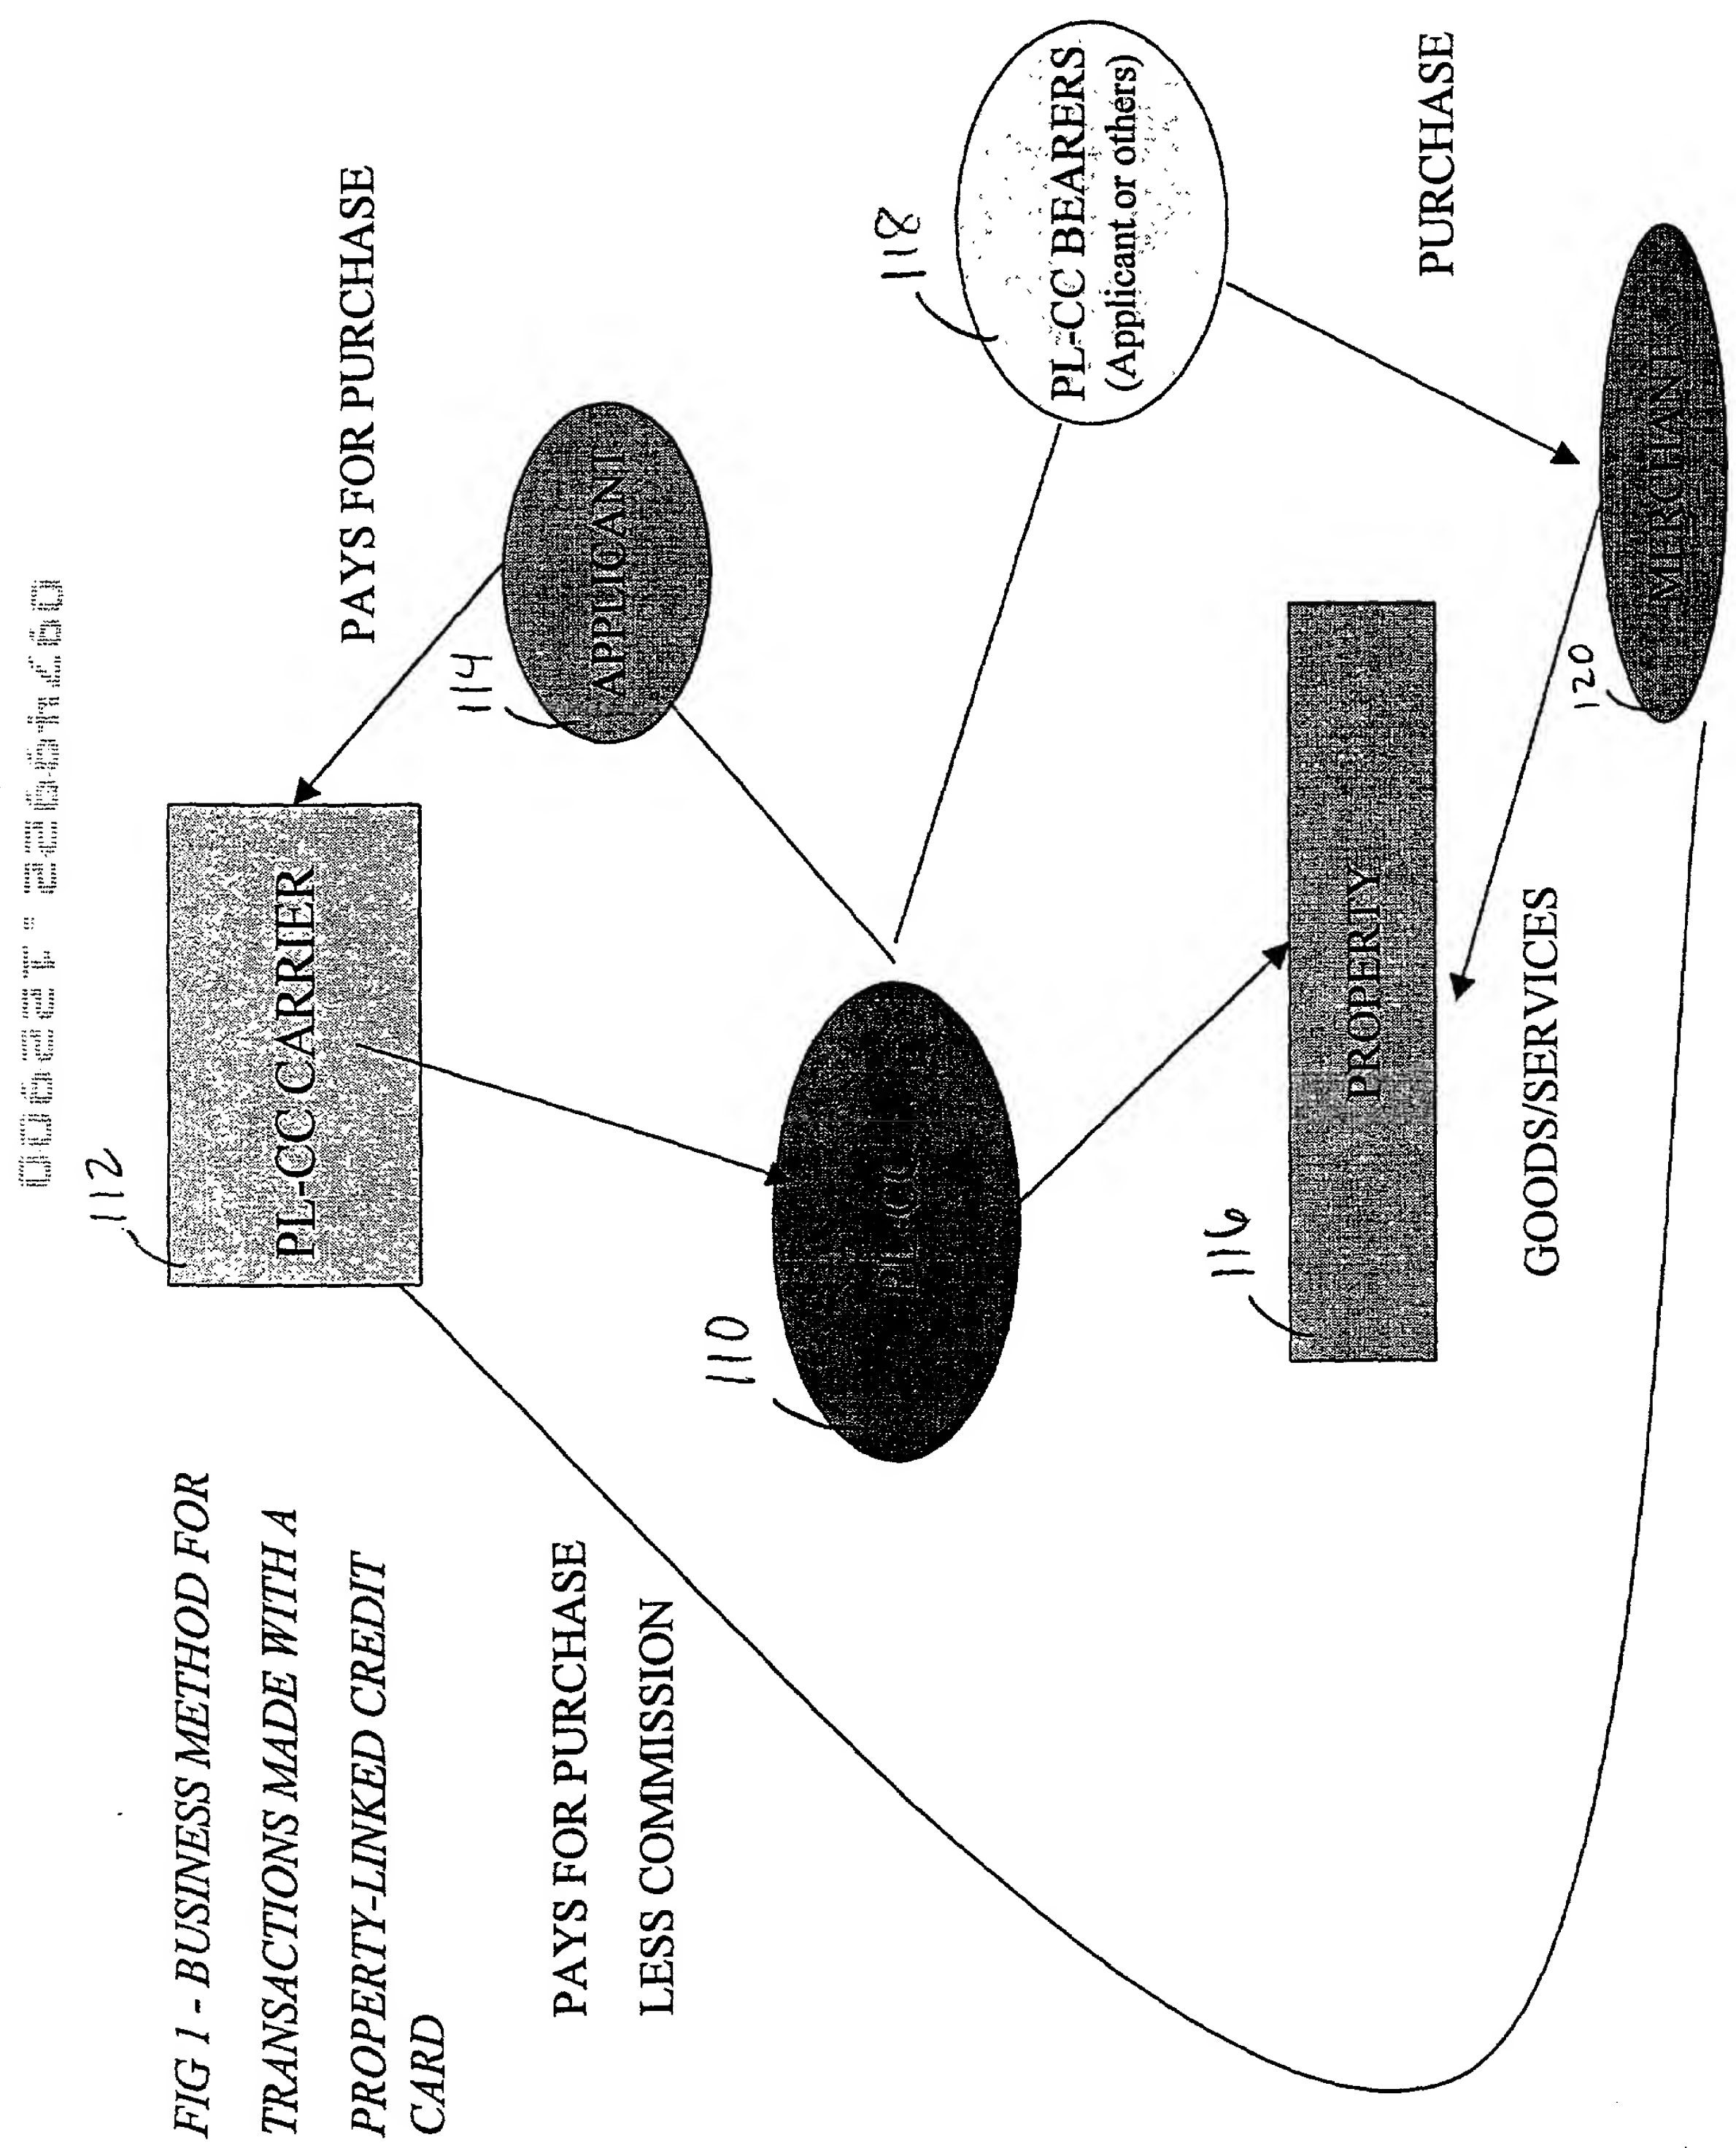 FIG 1 - BUSINESS METHOD FOR
TRANSACTIONS MADE WITH A
PROPERTY-LINKED CREDIT
CARD
112
PL-CC CARRIER
PAYS FOR PURCHASE
114
APPLICANT
PAYS FOR PURCHASE
LESS COMMISSION
110
PL-CC
118
PL-CC BEARERS
(Applicant or others)
116
PROPERTY
PURCHASE
GOODS/SERVICES
120
MERCHANT